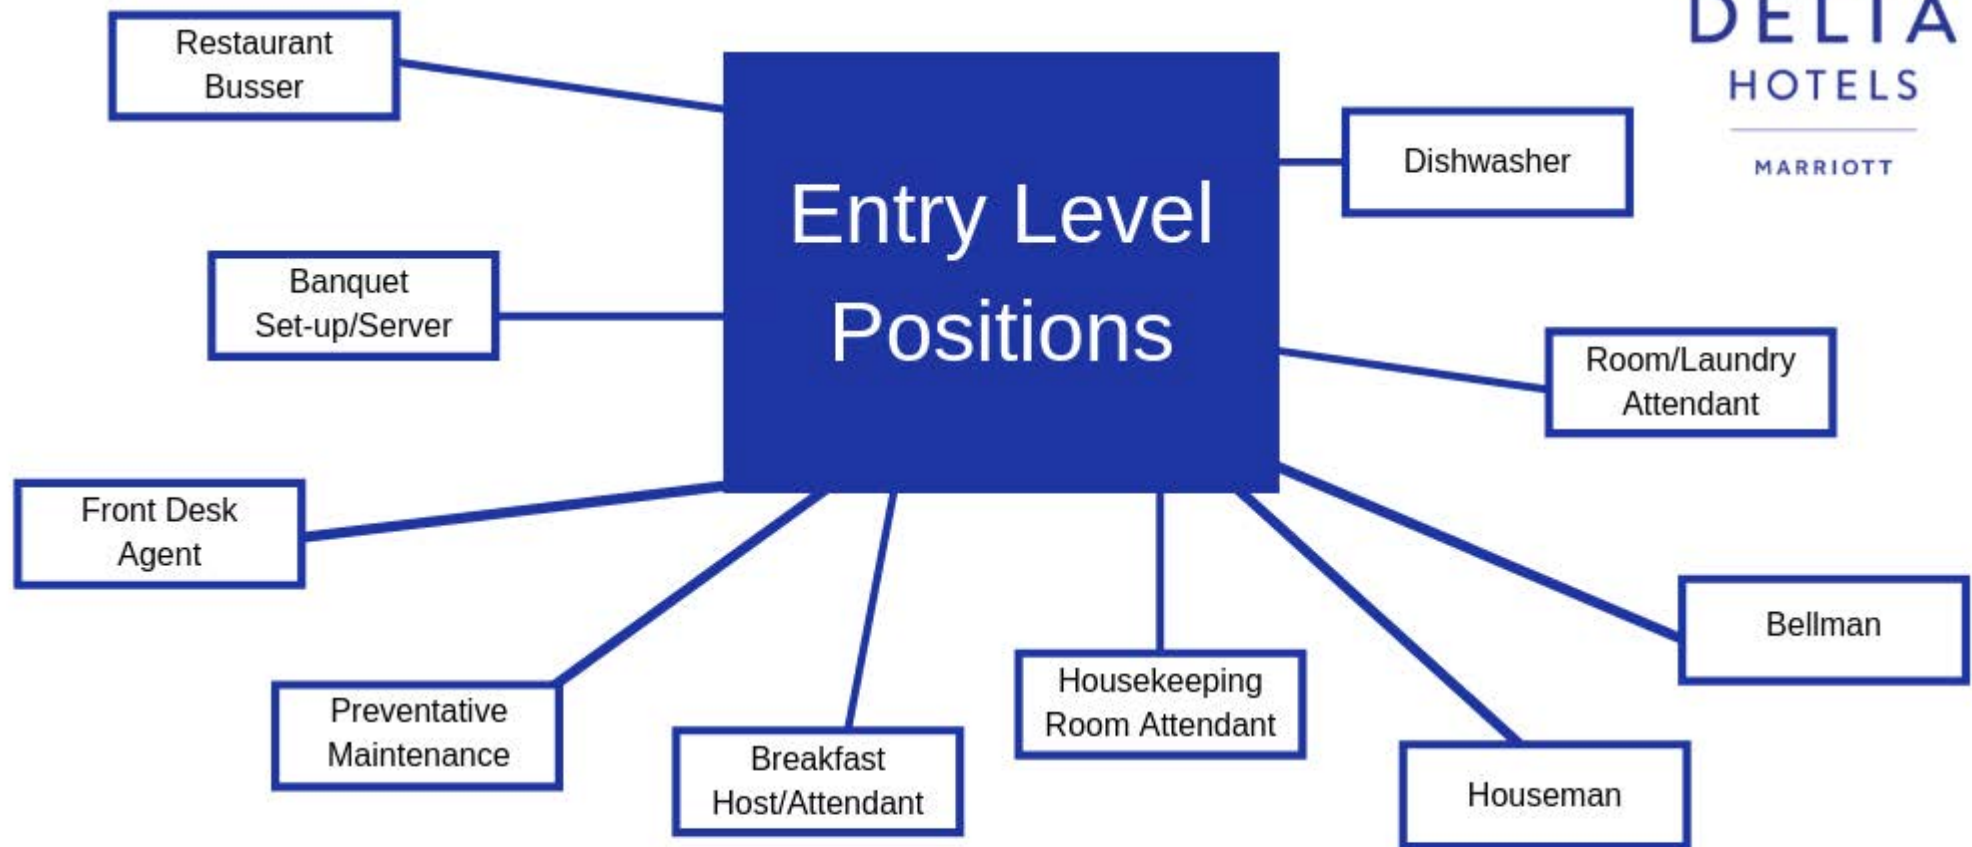 DELTA
HOTELS
MARRIOTT
Restaurant
Busser
Entry Level
Positions
Dishwasher
Banquet
Set-up/Server
Room/Laundry
Attendant
Front Desk
Agent
Bellman
Preventative
Maintenance
Breakfast
Host/Attendant
Housekeeping
Room Attendant
Houseman